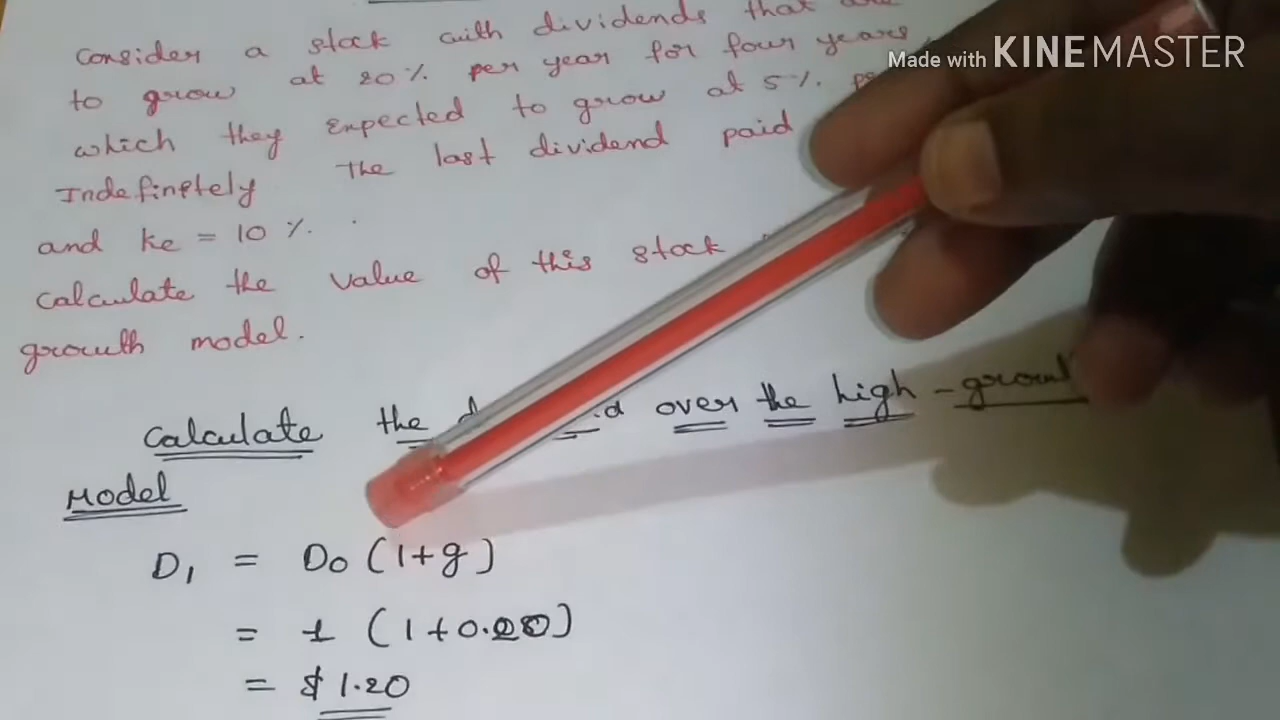 Made with KINEMASTER
Consider a stock with dividends that are
to grow at 20% per year for four years
which they Expected to grow at 5%
Indefinetely The last dividend paid
and ke = 10%.
Calculate the value of this stock
growth model.
Calculate the over the high-growt
Model
D1 = D0 (1+g)
= 1 (1+0.20)
= $1.20